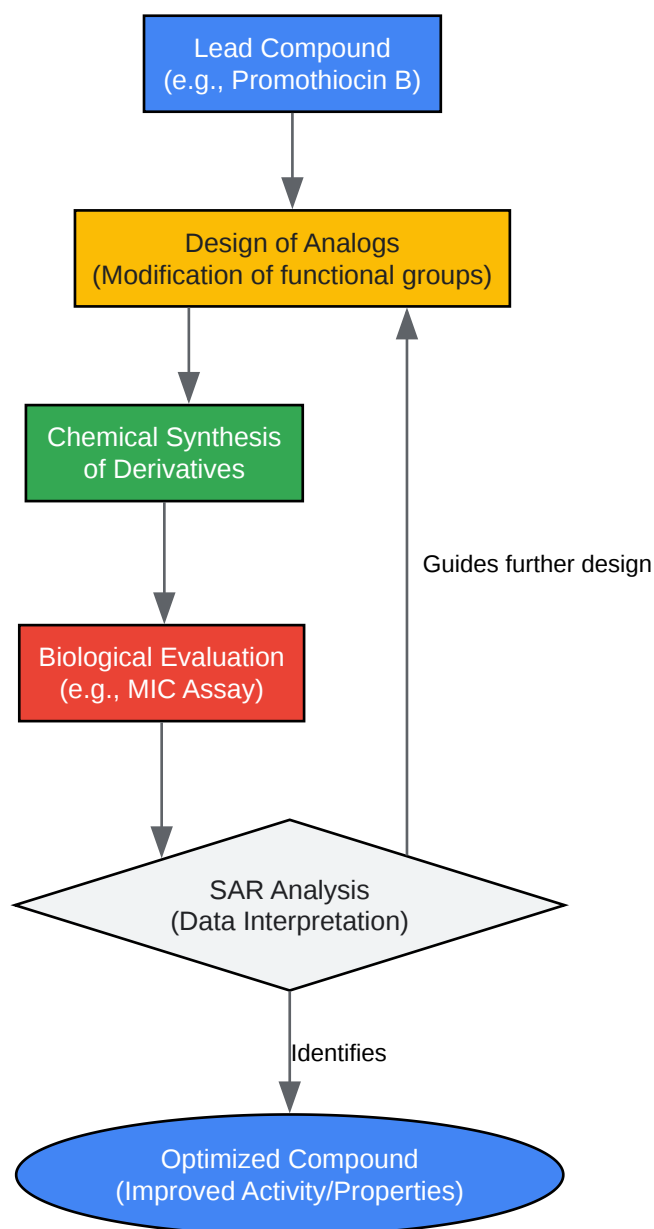 Lead Compound
(e.g., Promothiocin B)
Design of Analogs
(Modification of functional groups)
Chemical Synthesis
of Derivatives
Guides further design
Biological Evaluation
(e.g., MIC Assay)
SAR Analysis
(Data Interpretation)
Identifies
Optimized Compound
(Improved Activity/Properties)